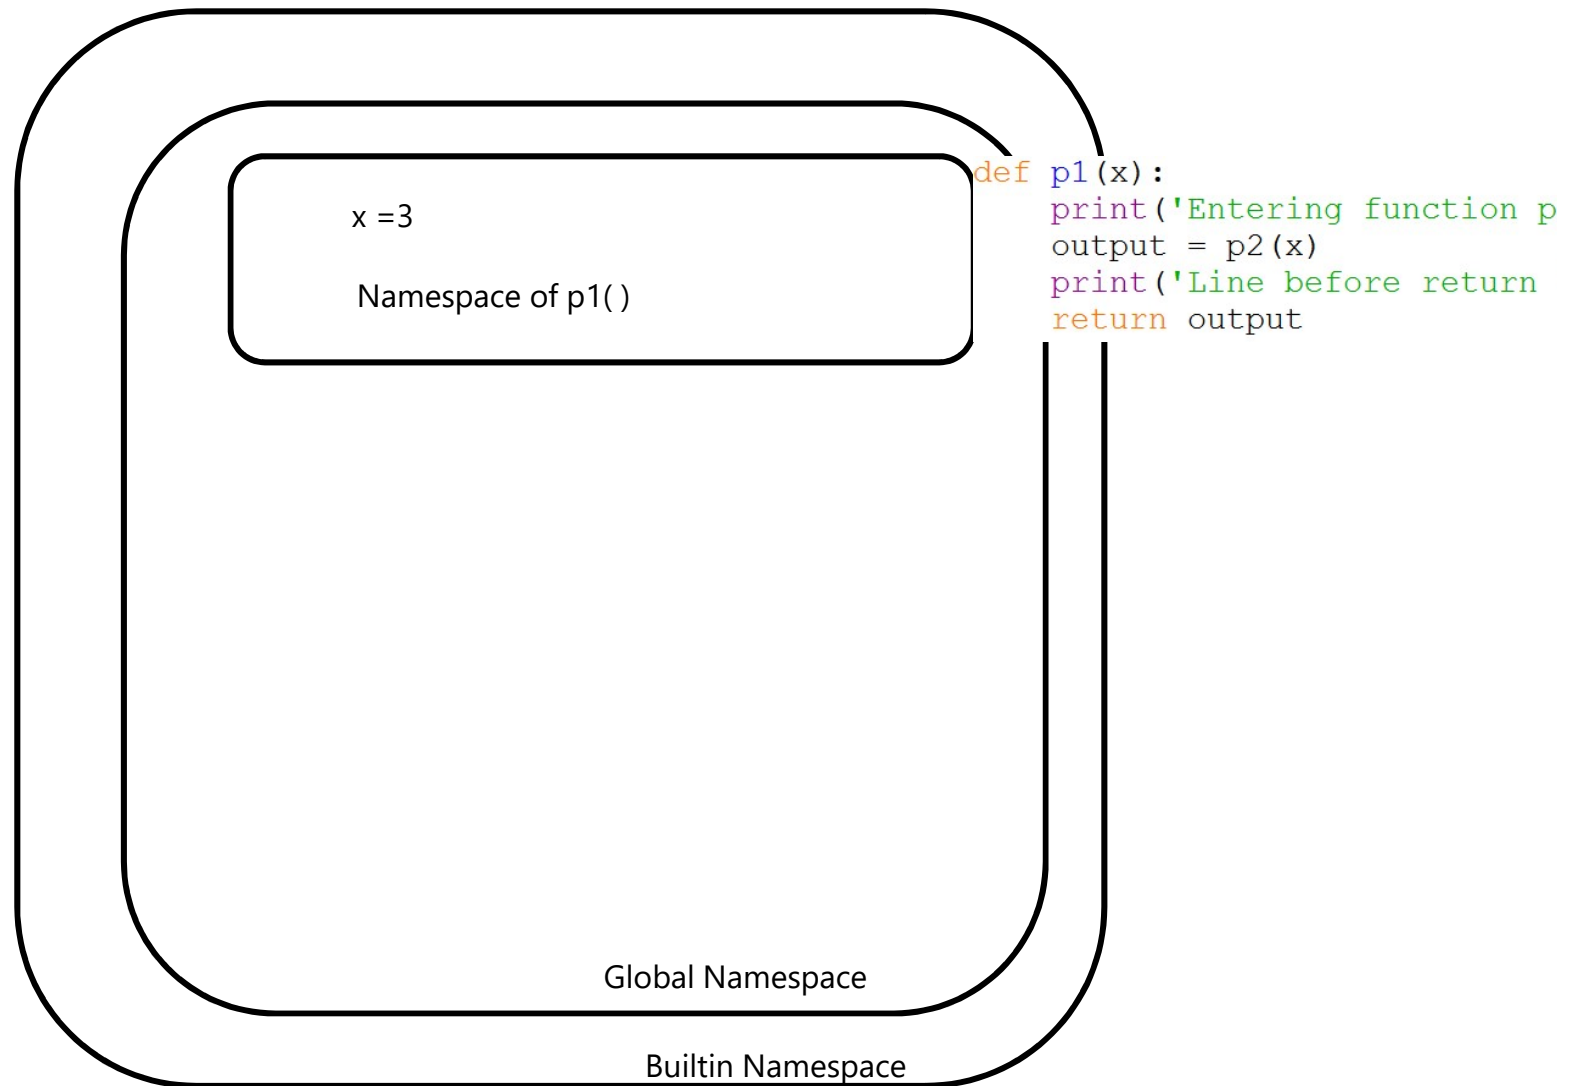 x =3
Namespace of p1( )
def p1(x):
print('Entering function p
output = p2(x)
print('Line before return
return output
Global Namespace
Builtin Namespace